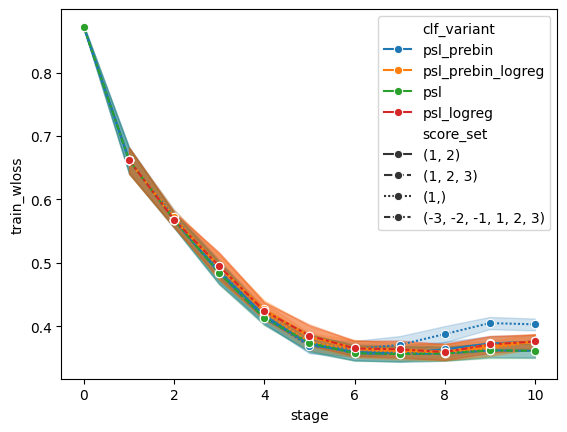 clf_variant
psl_prebin
psl_prebin_logreg
psl
psl_logreg
score_set
(1, 2)
(1, 2, 3)
(1,)
(-3, -2, -1, 1, 2, 3)
train_wloss
0.8
0.7
0.6
0.5
0.4
0 2 4 6 8 10
stage